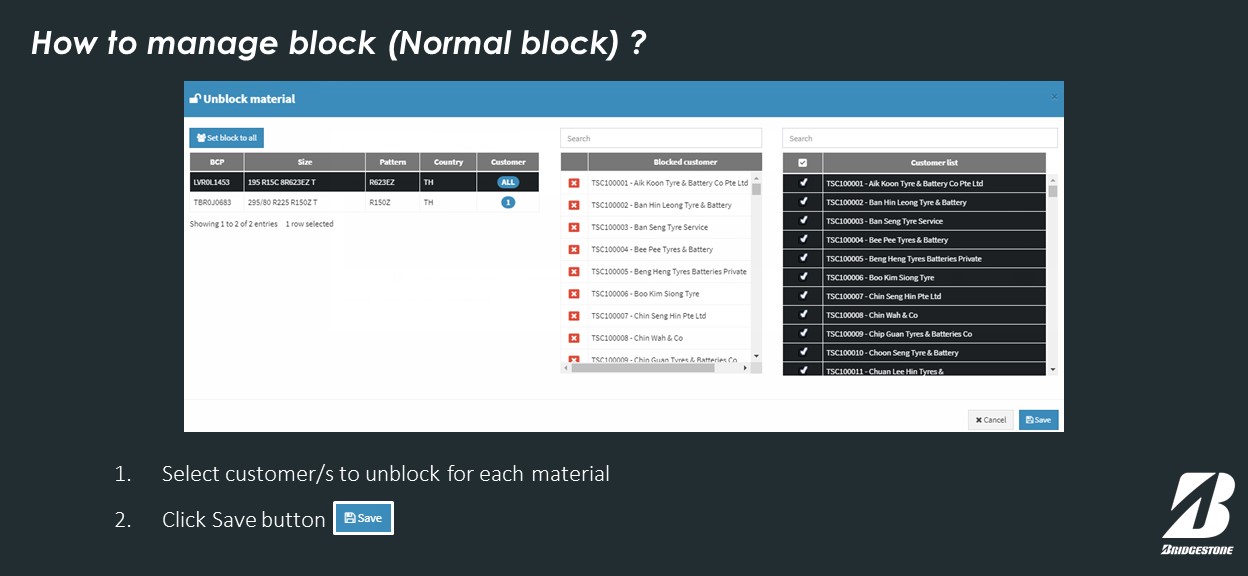 How to manage block (Normal block) ?
Unblock material
×
Set block to all
BCP Size Pattern Country Customer
LVR0L1453 195 R15C 8R623EZ T R623EZ TH ALL
TBR0J0683 295/80 R225 R150Z T R150Z TH 1
Showing 1 to 2 of 2 entries 1 row selected
Search
Blocked customer
TSC100001 - Aik Koon Tyre & Battery Co Pte Ltd
TSC100002 - Ban Hin Leong Tyre & Battery
TSC100003 - Ban Seng Tyre Service
TSC100004 - Bee Pee Tyres & Battery
TSC100005 - Beng Heng Tyres Batteries Private
TSC100006 - Boo Kim Siong Tyre
TSC100007 - Chin Seng Hin Pte Ltd
TSC100008 - Chin Wah & Co
TSC100009 - Chip Guan Tyres & Batteries Co
Search
Customer list
TSC100001 - Aik Koon Tyre & Battery Co Pte Ltd
TSC100002 - Ban Hin Leong Tyre & Battery
TSC100003 - Ban Seng Tyre Service
TSC100004 - Bee Pee Tyres & Battery
TSC100005 - Beng Heng Tyres Batteries Private
TSC100006 - Boo Kim Siong Tyre
TSC100007 - Chin Seng Hin Pte Ltd
TSC100008 - Chin Wah & Co
TSC100009 - Chip Guan Tyres & Batteries Co
TSC100010 - Choon Seng Tyre & Battery
TSC100011 - Chuan Lee Hin Tyres &
Cancel Save
1. Select customer/s to unblock for each material
2. Click Save button Save
B
BRIDGESTONE